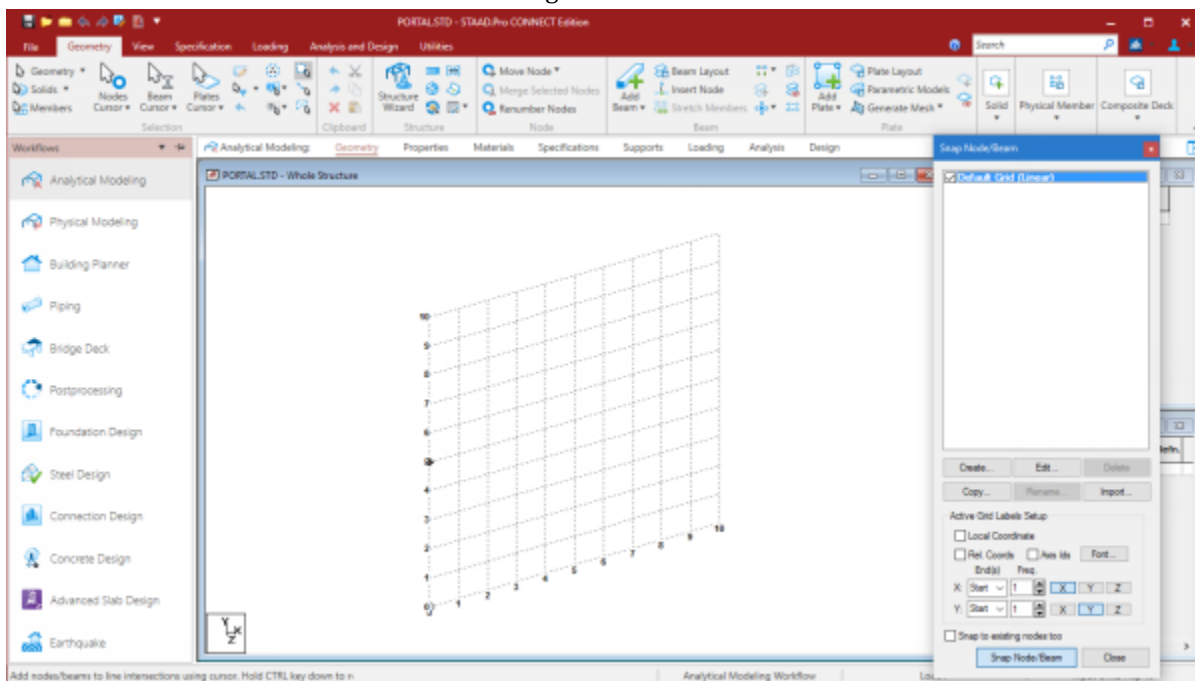 PORTAL.STD - STAAD.Pro CONNECT Edition
File Geometry View Specification Loading Analysis and Design Utilities Search
Geometry Solids Members
Nodes Cursor Beam Cursor Plates Cursor
Selection
Clipboard
Structure Wizard
Structure
Move Node
Merge Selected Nodes
Renumber Nodes
Node
Add Beam
Beam Layout
Insert Node
Stretch Members
Beam
Add Plate
Plate Layout
Parametric Models
Generate Mesh
Plate
Solid Physical Member Composite Deck
Workflows
Analytical Modeling: Geometry Properties Materials Specifications Supports Loading Analysis Design
Analytical Modeling
Physical Modeling
Building Planner
Piping
Bridge Deck
Postprocessing
Foundation Design
Steel Design
Connection Design
Concrete Design
Advanced Slab Design
Earthquake
PORTAL.STD - Whole Structure
10
9
8
7
6
4
3
2
1
0 1 2 3 4 5 6 7 8 9 10
Y
X
Z
Snap Node/Beam
Default Grid (Linear)
Create... Edit... Delete
Copy... Rename... Import...
Active Grid Labels Setup
Local Coordinate
Rel. Coords Axes Ids Font...
End(s) Freq.
X: Start 1 X Y Z
Y: Start 1 X Y Z
Snap to existing nodes too
Snap Node/Beam Close
Add nodes/beams to line intersections using cursor. Hold CTRL key down to n
Analytical Modeling Workflow